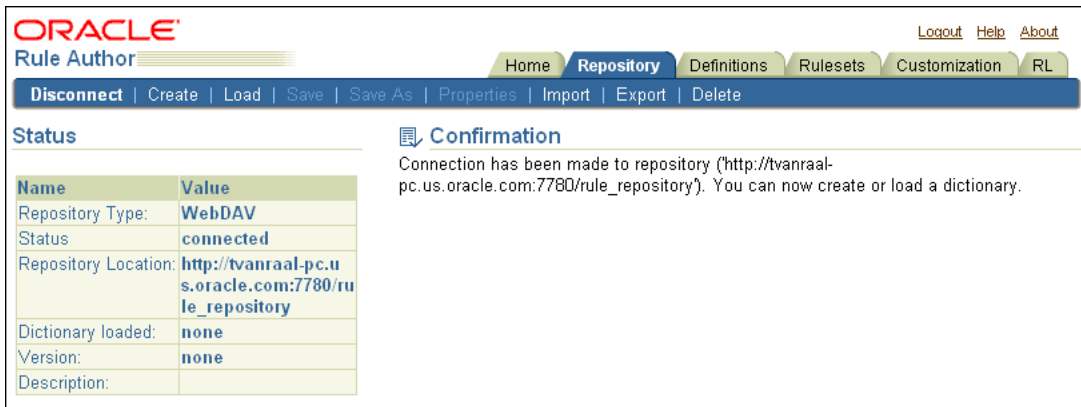 ORACLE
Rule Author
Logout Help About
Home Repository Definitions Rulesets Customization RL
Disconnect | Create | Load | Save | Save As | Properties | Import | Export | Delete
Status
Name Value
Repository Type: WebDAV
Status connected
Repository Location: http://tvanraal-pc.u
s.oracle.com:7780/ru
le_repository
Dictionary loaded: none
Version: none
Description:
Confirmation
Connection has been made to repository ('http://tvanraal-
pc.us.oracle.com:7780/rule_repository'). You can now create or load a dictionary.